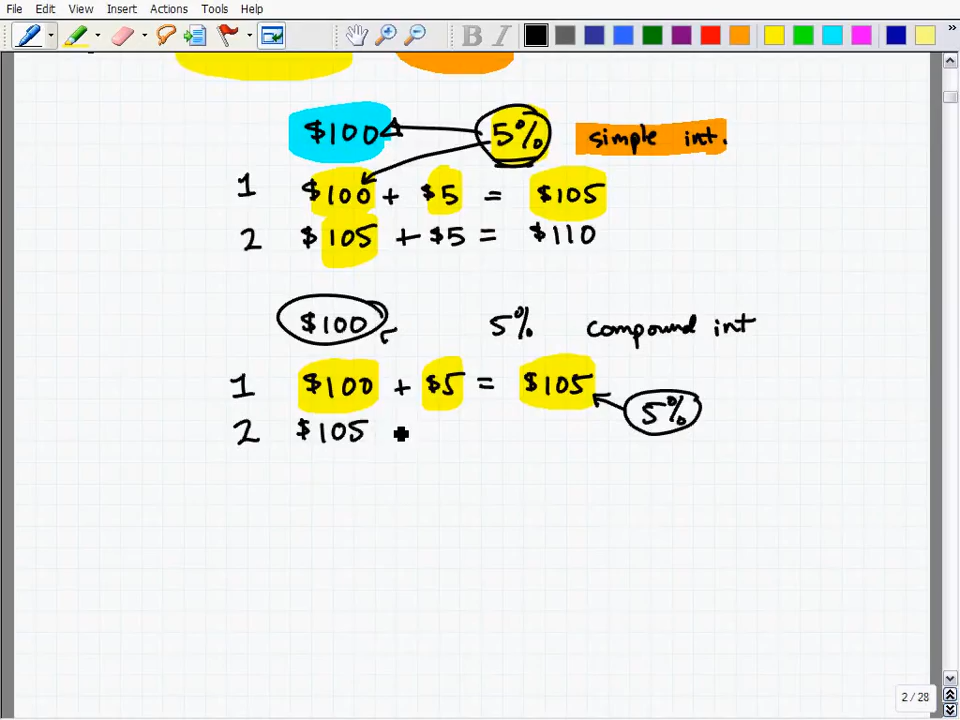 File Edit View Insert Actions Tools Help
B I »
$100 5% simple int.
1 $100 + $5 = $105
2 $105 + $5 = $110
$100 5% compound int
1 $100 + $5 = $105
5%
2 $105
2 / 28